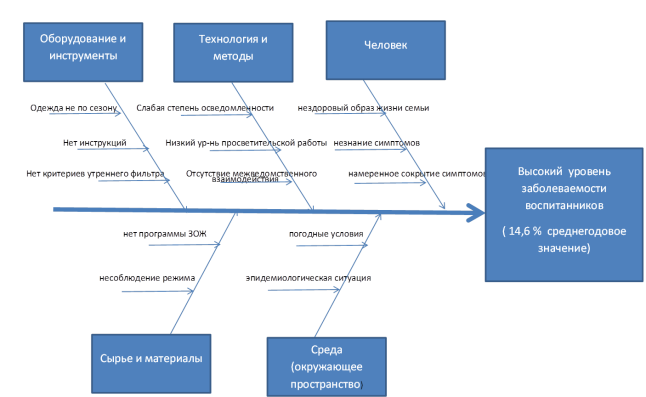 Оборудование и
инструменты
Технология и
методы
Человек
Одежда не по сезону
Слабая степень осведомленности
нездоровый образ жизни семьи
Нет инструкций
Низкий ур-нь просветительской работы
незнание симптомов
Нет критериев утреннего фильтра
Отсутствие межведомственного
взаимодействия
намеренное сокрытие симптомов
Высокий уровень
заболеваемости
воспитанников
( 14,6 % среднегодовое
значение)
нет программы ЗОЖ
погодные условия
несоблюдение режима
эпидемиологическая ситуация
Сырье и материалы
Среда
(окружающее
пространство)